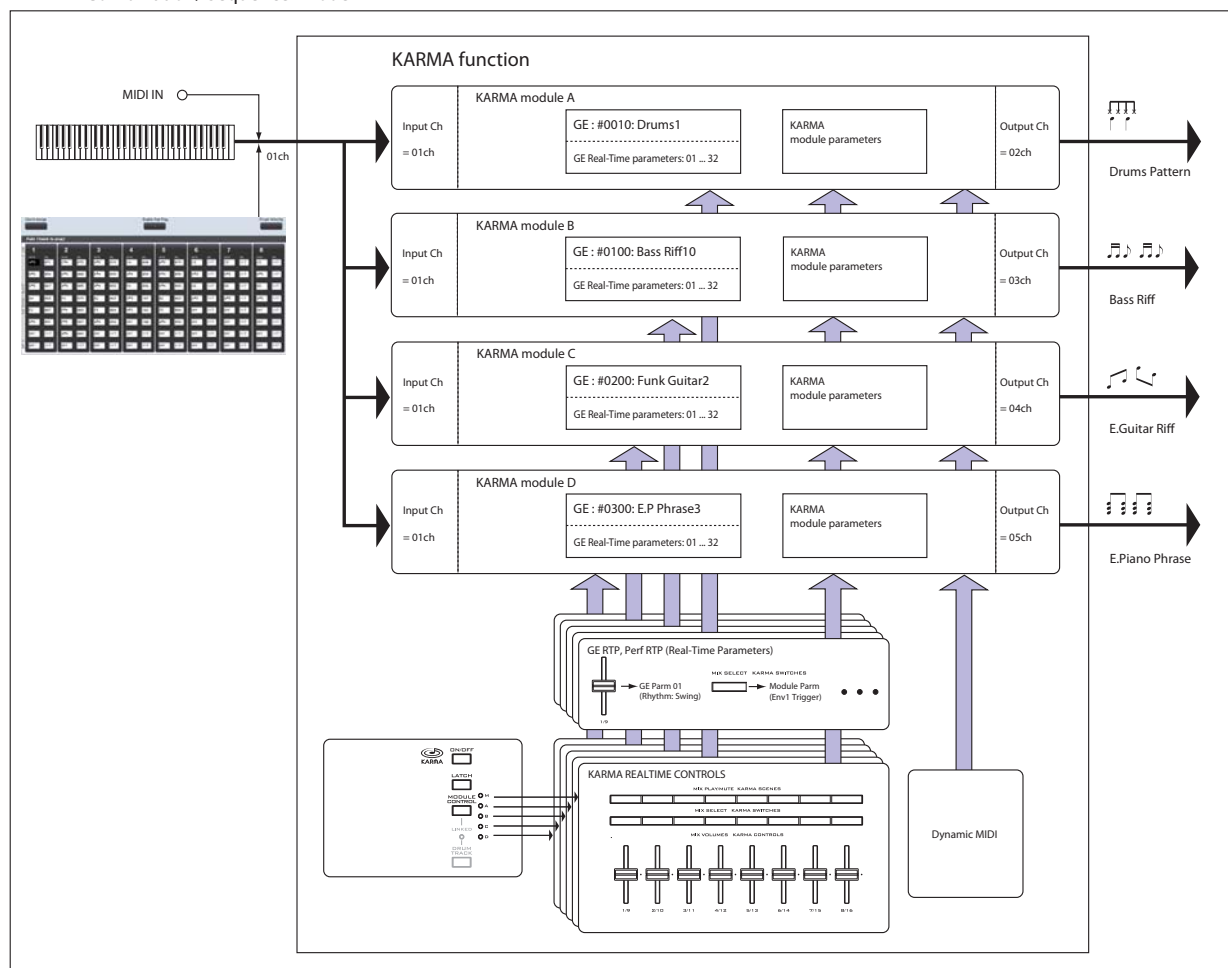 KARMA function
MIDI IN
01ch
KARMA module A
Input Ch
= 01ch
GE : #0010: Drums1
GE Real-Time parameters: 01 ... 32
KARMA
module parameters
Output Ch
= 02ch
Drums Pattern
KARMA module B
Input Ch
= 01ch
GE : #0100: Bass Riff10
GE Real-Time parameters: 01 ... 32
KARMA
module parameters
Output Ch
= 03ch
Bass Riff
KARMA module C
Input Ch
= 01ch
GE : #0200: Funk Guitar2
GE Real-Time parameters: 01 ... 32
KARMA
module parameters
Output Ch
= 04ch
E.Guitar Riff
KARMA module D
Input Ch
= 01ch
GE : #0300: E.P Phrase3
GE Real-Time parameters: 01 ... 32
KARMA
module parameters
Output Ch
= 05ch
E.Piano Phrase
GE RTP, Perf RTP (Real-Time Parameters)
MIX SELECT KARMA SWITCHES
GE Parm 01
(Rhythm: Swing)
Module Parm
(Env1 Trigger)
1/9
KARMA
ON/OFF
LATCH
MODULE
CONTROL
M
A
B
C
D
LINKED
DRUM
TRACK
KARMA REALTIME CONTROLS
MIX PLAY/MUTE KARMA SCENES
MIX SELECT KARMA SWITCHES
MIX VOLUMES KARMA CONTROLS
1/9 2/10 3/11 4/12 5/13 6/14 7/15 8/16
Dynamic MIDI